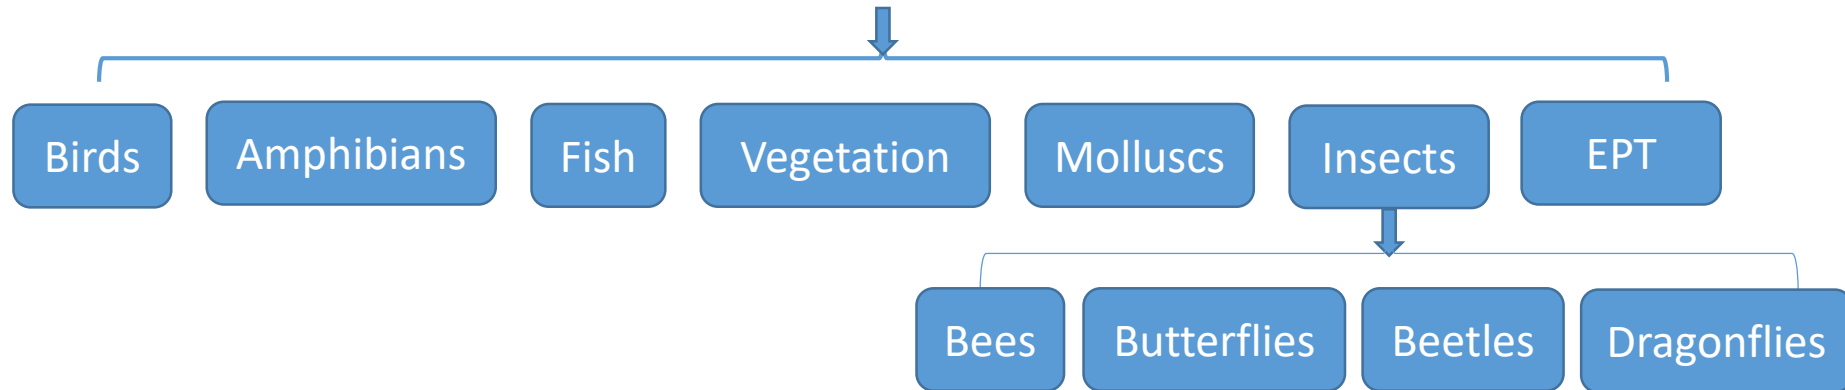 Birds
Amphibians
Fish
Vegetation
Molluscs
Insects
EPT
Bees
Butterflies
Beetles
Dragonflies